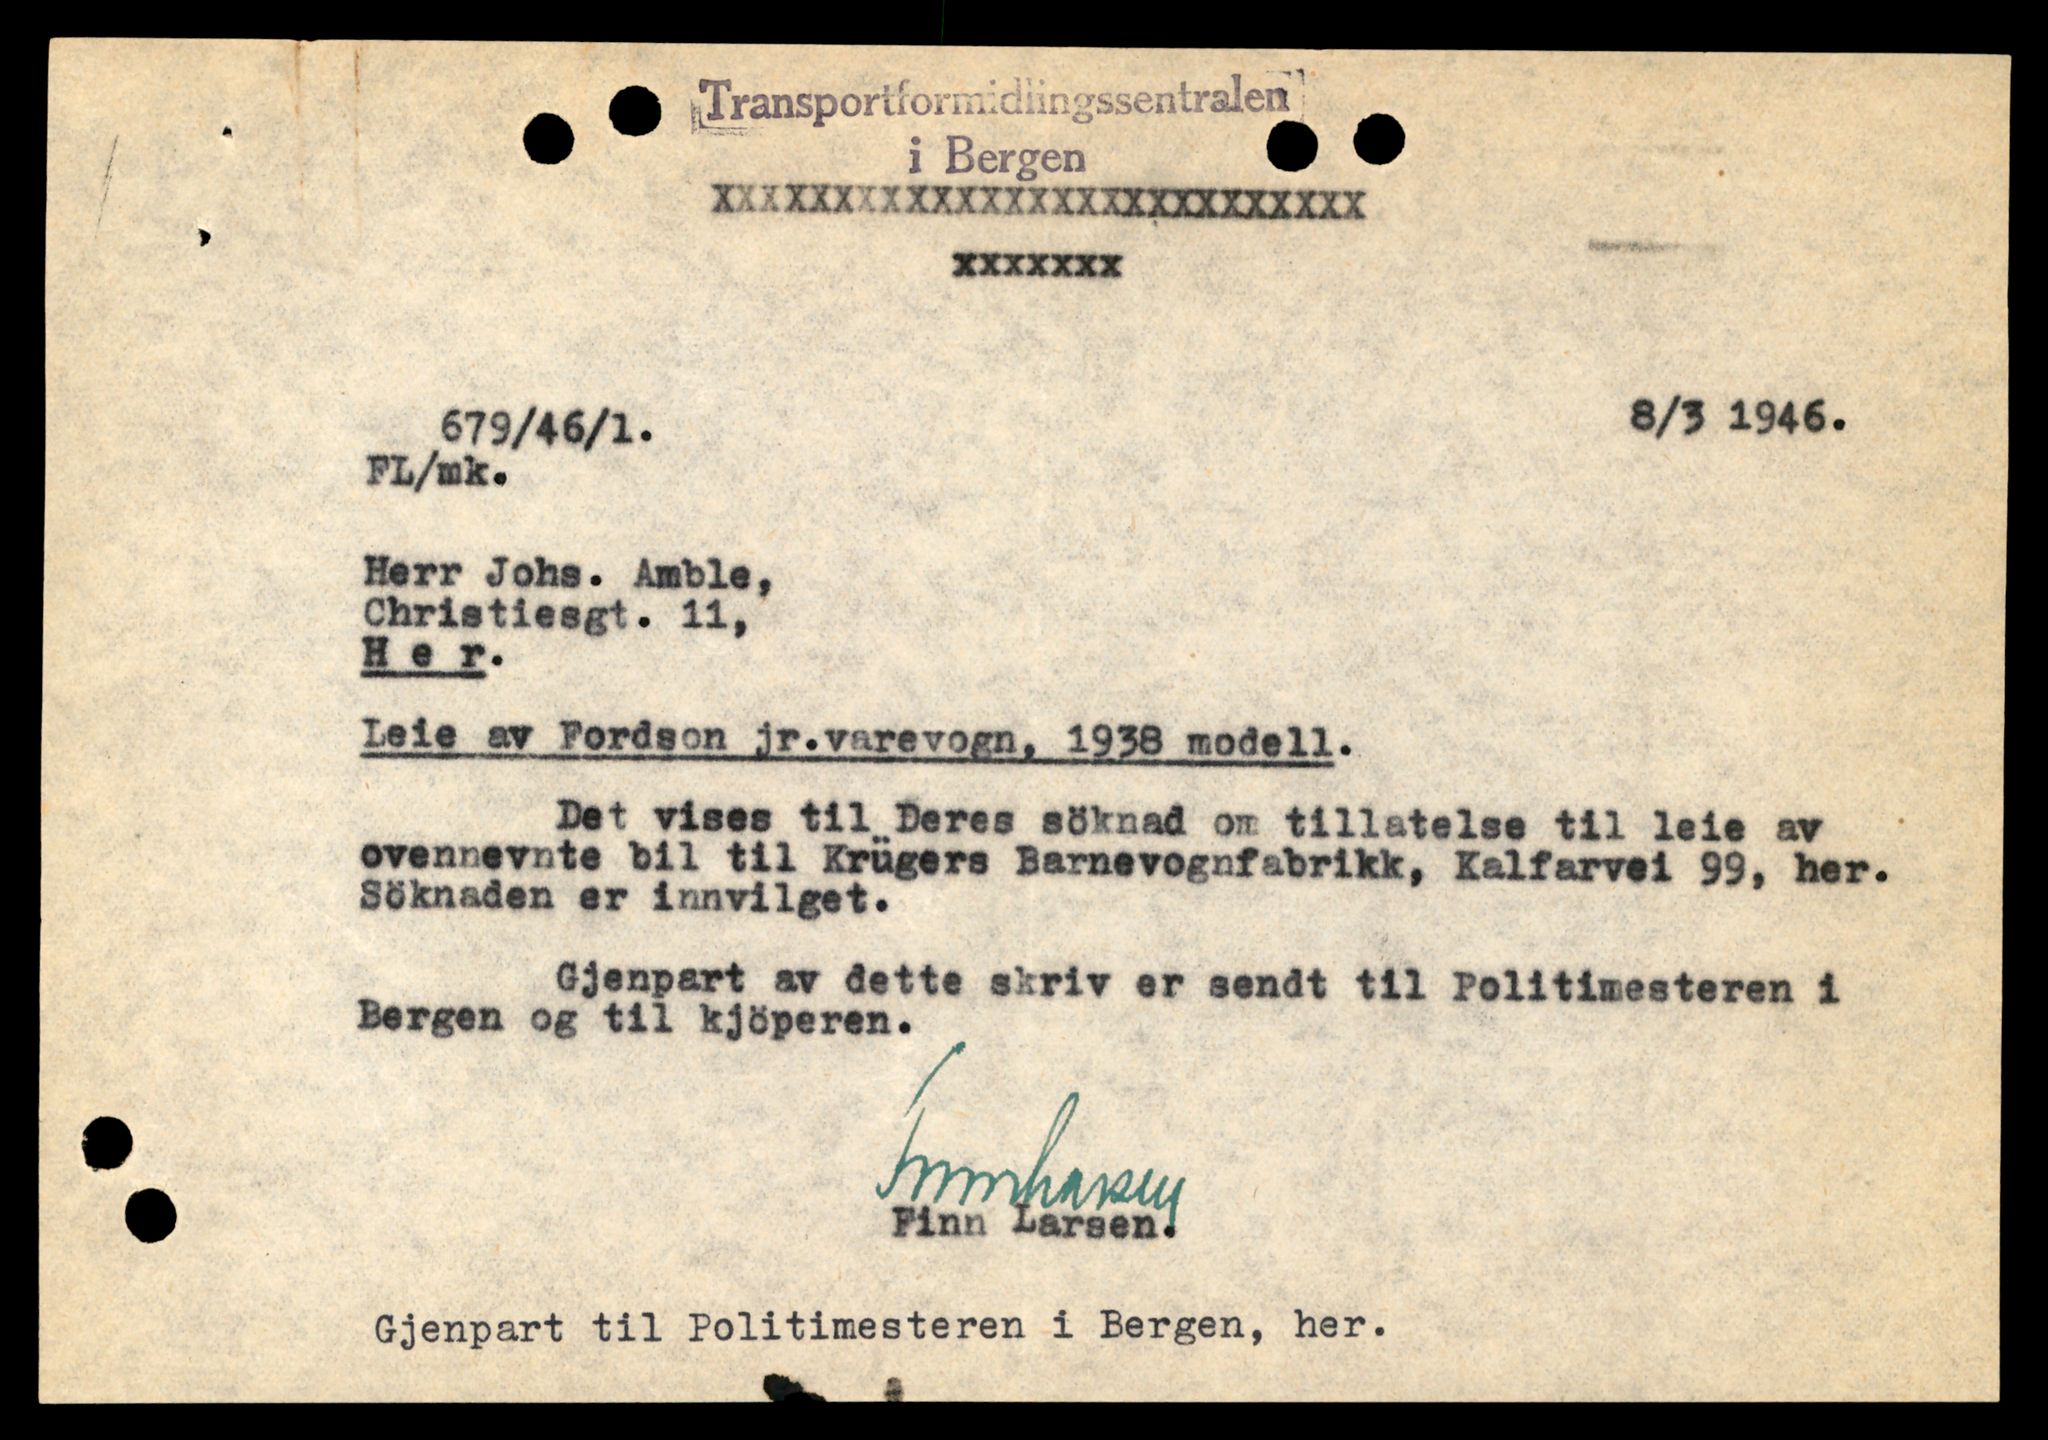 Transportformidlingssentralen
i Bergen
XXXXXXXXXXXXXXXXXXXXXXXXXXX
xxxxxxx
679/46/1.
8/3 1946.
FL/mk.
Herr Johs. Amble,
Christiesgt. 11,
H e r.
Leie av Fordson jr.varevogn, 1938 modell.
Det vises til Deres söknad om tillatelse til leie av
ovennevnte bil til Krügers Barnevognfabrikk, Kalfarvei 99, her.
Söknaden er innvilget.
Gjenpart av dette skriv er sendt til Politimesteren i
Bergen og til kjöperen.
Finn Larsen
Finn Larsen.
Gjenpart til Politimesteren i Bergen, her.